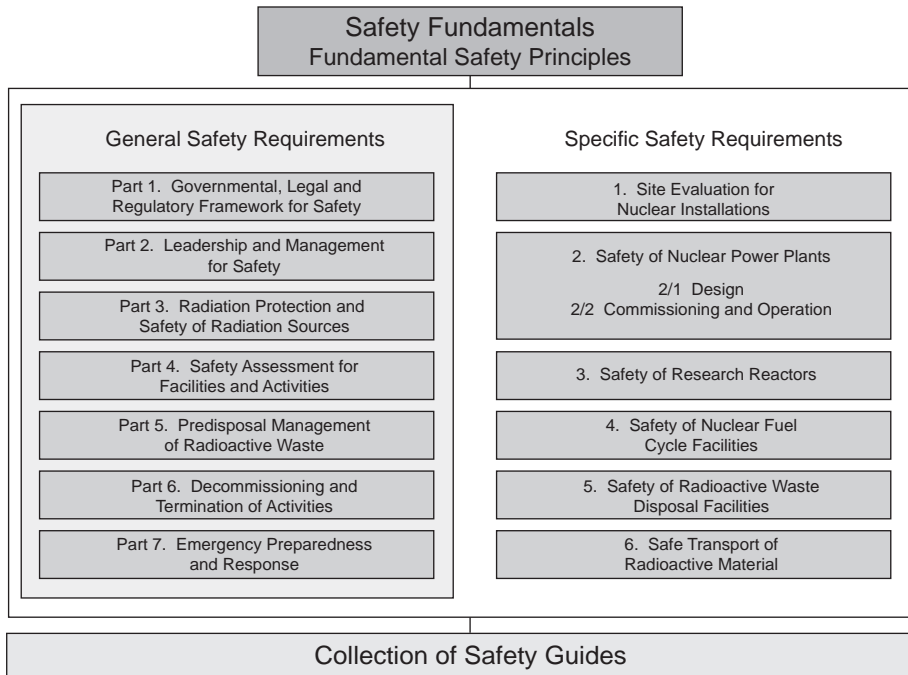 Safety Fundamentals
Fundamental Safety Principles
General Safety Requirements
Part 1. Governmental, Legal and
Regulatory Framework for Safety
Part 2. Leadership and Management
for Safety
Part 3. Radiation Protection and
Safety of Radiation Sources
Part 4. Safety Assessment for
Facilities and Activities
Part 5. Predisposal Management
of Radioactive Waste
Part 6. Decommissioning and
Termination of Activities
Part 7. Emergency Preparedness
and Response
Specific Safety Requirements
1. Site Evaluation for
Nuclear Installations
2. Safety of Nuclear Power Plants
2/1 Design
2/2 Commissioning and Operation
3. Safety of Research Reactors
4. Safety of Nuclear Fuel
Cycle Facilities
5. Safety of Radioactive Waste
Disposal Facilities
6. Safe Transport of
Radioactive Material
Collection of Safety Guides